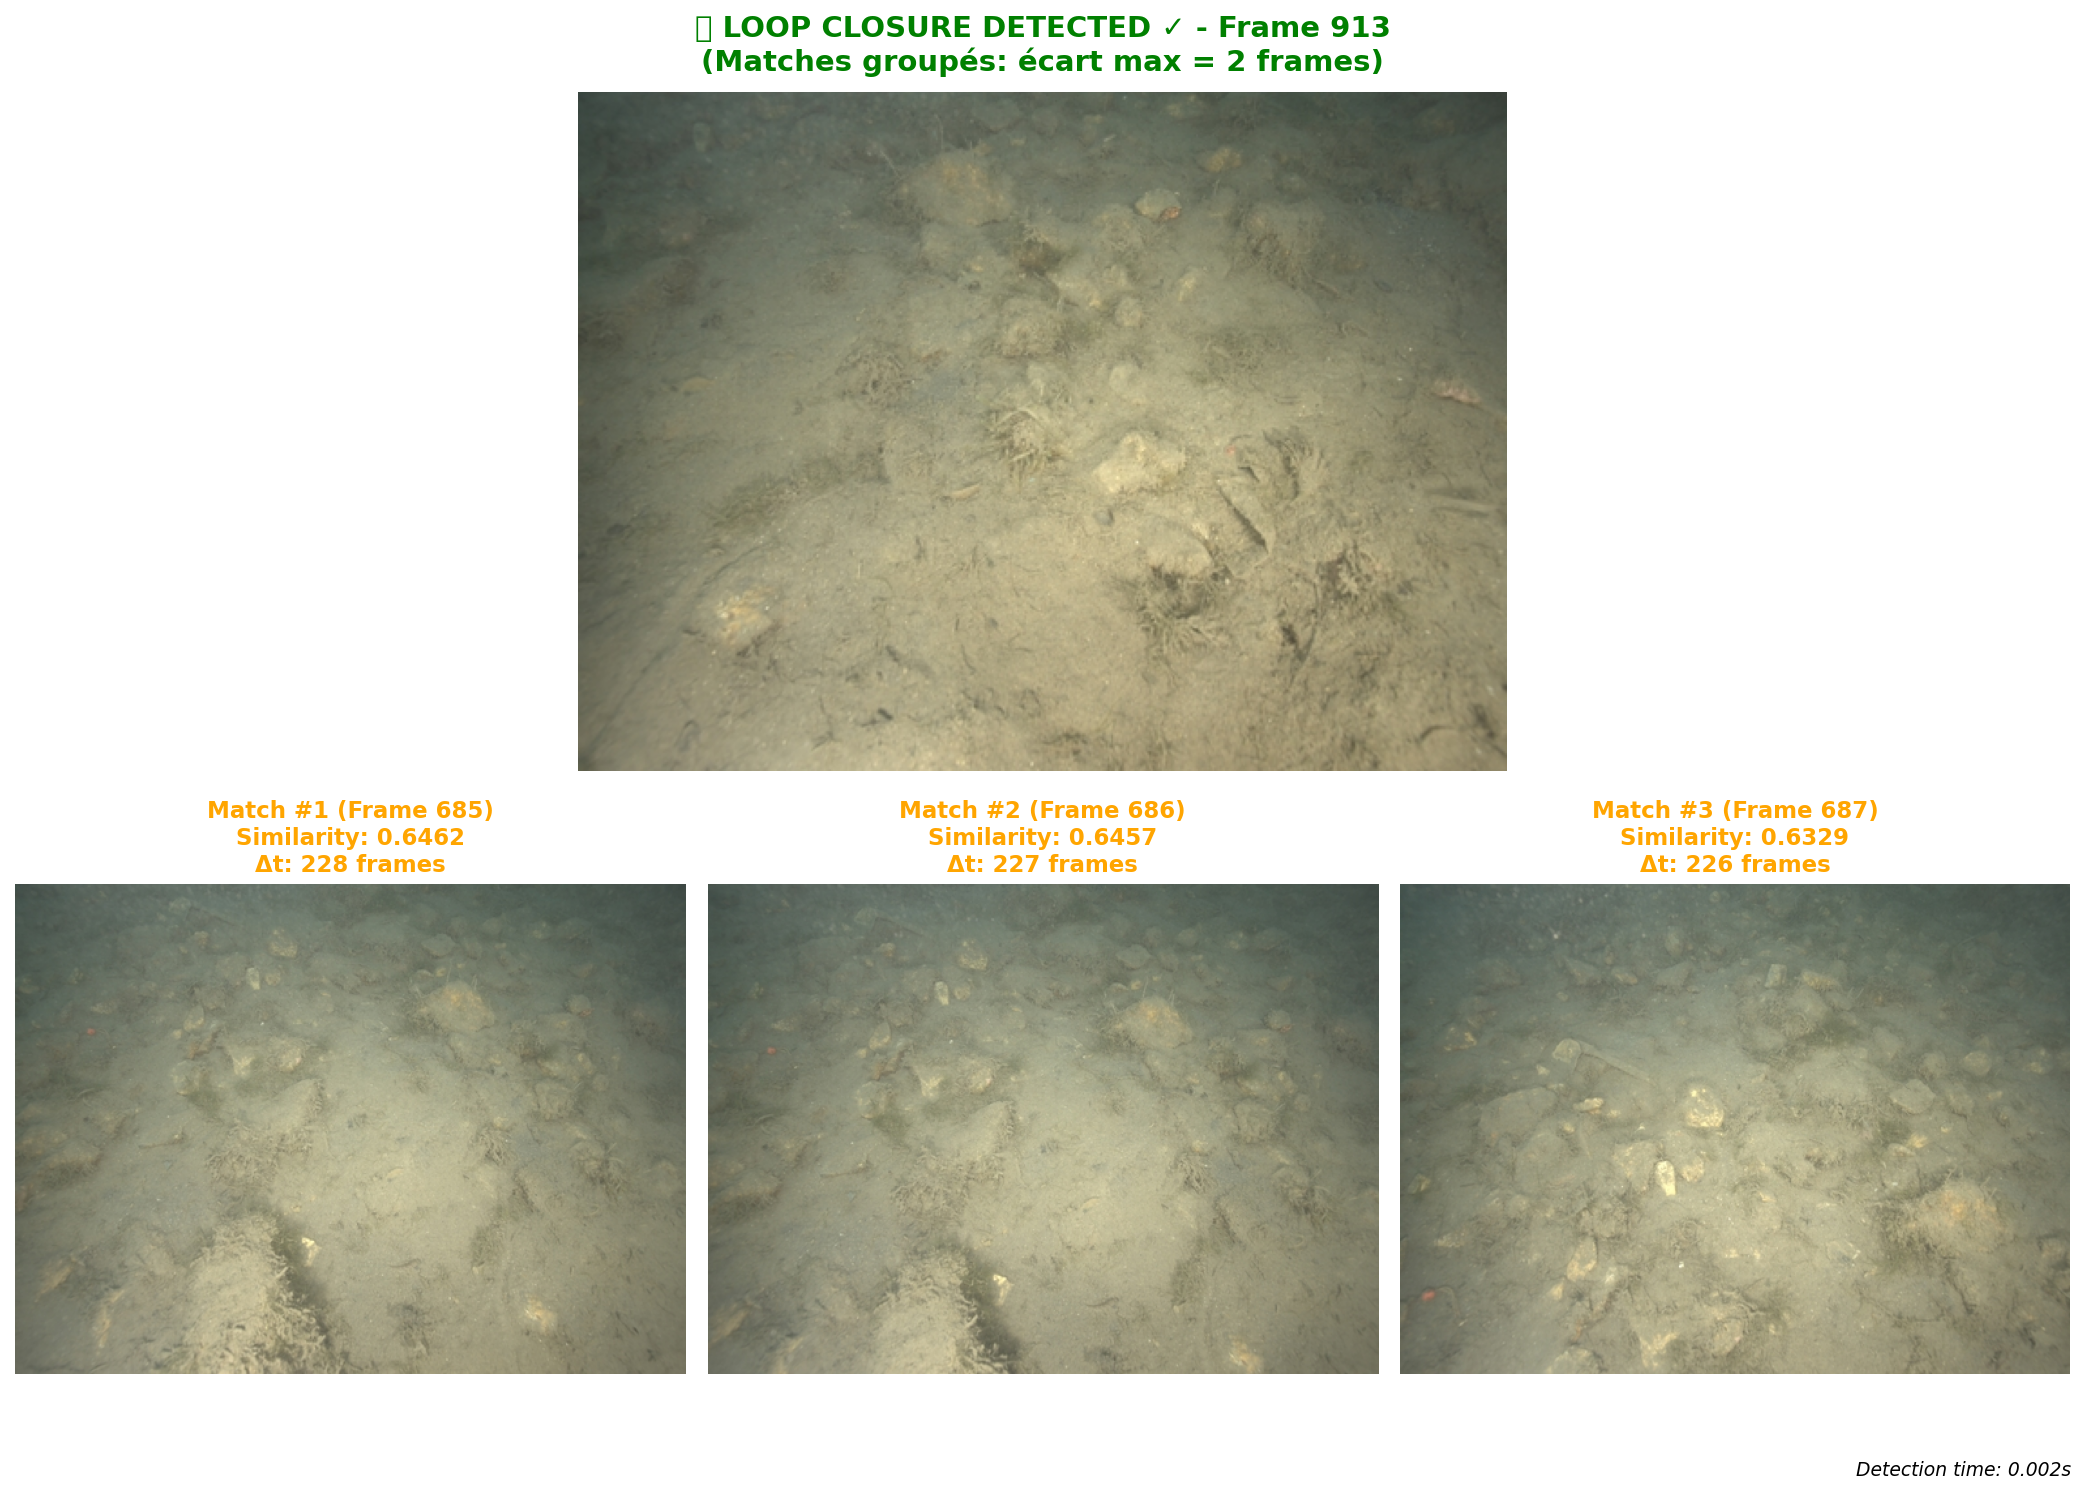 LOOP CLOSURE DETECTED ✓ - Frame 913
(Matches groupés: écart max = 2 frames)
Match #1 (Frame 685)
Similarity: 0.6462
Δt: 228 frames
Match #2 (Frame 686)
Similarity: 0.6457
Δt: 227 frames
Match #3 (Frame 687)
Similarity: 0.6329
Δt: 226 frames
Detection time: 0.002s